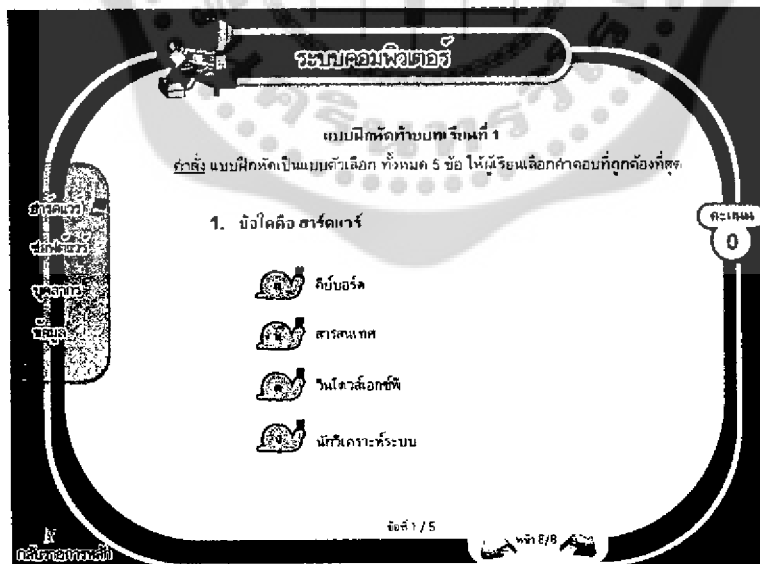 ระบบคอมพิวเตอร์
แบบฝึกหัดท้ายบทเรียนที่ 1
คำสั่ง แบบฝึกหัดเป็นแบบตัวเลือก ทั้งหมด 5 ข้อ ให้ผู้เรียนเลือกคำตอบที่ถูกต้องที่สุด
ฮาร์ดแวร์
ซอฟต์แวร์
บุคลากร
ข้อมูล
คะแนน
0
1. ข้อใดคือ ฮาร์ดแวร์
คีย์บอร์ด
สารสนเทศ
วินโดวส์เอกซ์พี
นักวิเคราะห์ระบบ
ข้อที่ 1 / 5
หน้า 8/8
กลับรายการหลัก